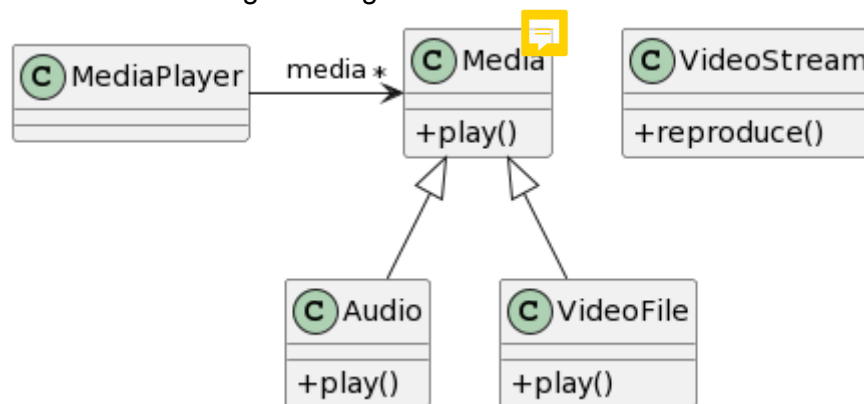 C MediaPlayer
media *
C Media
+play()
C VideoStream
+reproduce()
C Audio
+play()
C VideoFile
+play()